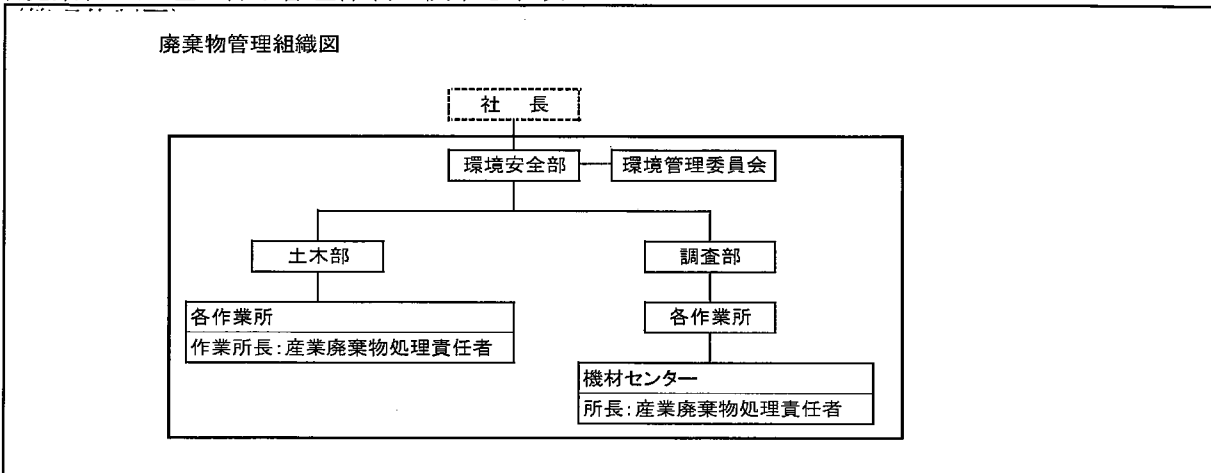 廃棄物管理組織図
社　長
環境安全部
環境管理委員会
土木部
調査部
各作業所
作業所長：産業廃棄物処理責任者
各作業所
機材センター
所長：産業廃棄物処理責任者